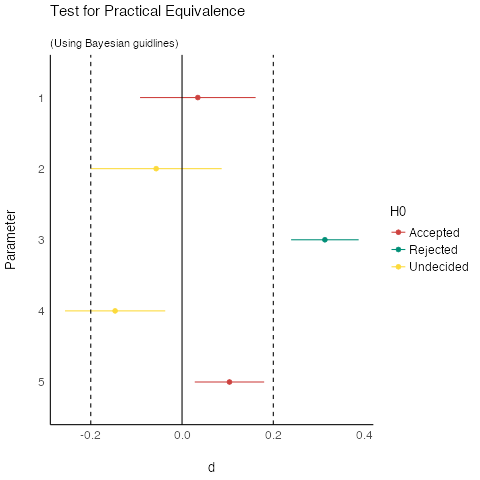 Test for Practical Equivalence
(Using Bayesian guidlines)
Parameter
1
2
3
4
5
-0.2
0.0
0.2
0.4
d
H0
Accepted
Rejected
Undecided